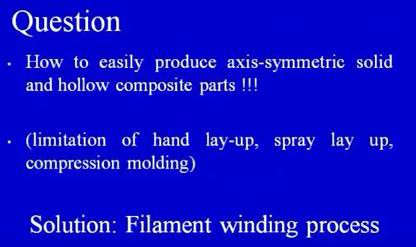 Question
• How to easily produce axis-symmetric solid
and hollow composite parts !!!
• (limitation of hand lay-up, spray lay up,
compression molding)
Solution: Filament winding process